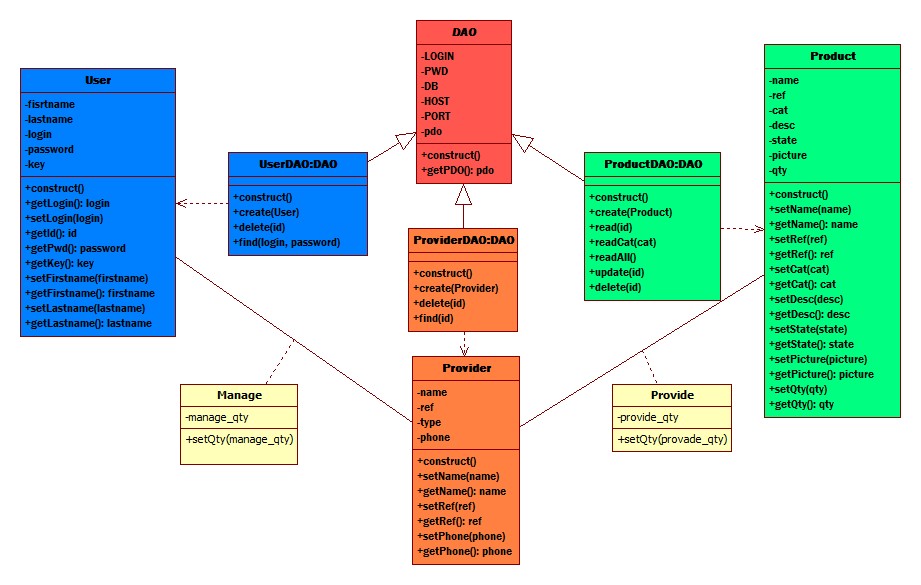 DAO
-LOGIN
-PWD
-DB
-HOST
-PORT
-pdo
+construct()
+getPDO(): pdo
User
-fisrtname
-lastname
-login
-password
-key
+construct()
+getLogin(): login
+setLogin(login)
+getId(): id
+getPwd(): password
+getKey(): key
+setFirstname(firstname)
+getFirstname(): firstname
+setLastname(lastname)
+getLastname(): lastname
UserDAO:DAO
+construct()
+create(User)
+delete(id)
+find(login, password)
ProviderDAO:DAO
+construct()
+create(Provider)
+delete(id)
+find(id)
ProductDAO:DAO
+construct()
+create(Product)
+read(id)
+readCat(cat)
+readAll()
+update(id)
+delete(id)
Product
-name
-ref
-cat
-desc
-state
-picture
-qty
+construct()
+setName(name)
+getName(): name
+setRef(ref)
+getRef(): ref
+setCat(cat)
+getCat(): cat
+setDesc(desc)
+getDesc(): desc
+setState(state)
+getState(): state
+setPicture(picture)
+getPicture(): picture
+setQty(qty)
+getQty(): qty
Manage
-manage_qty
+setQty(manage_qty)
Provider
-name
-ref
-type
-phone
+construct()
+setName(name)
+getName(): name
+setRef(ref)
+getRef(): ref
+setPhone(phone)
+getPhone(): phone
Provide
-provide_qty
+setQty(provade_qty)